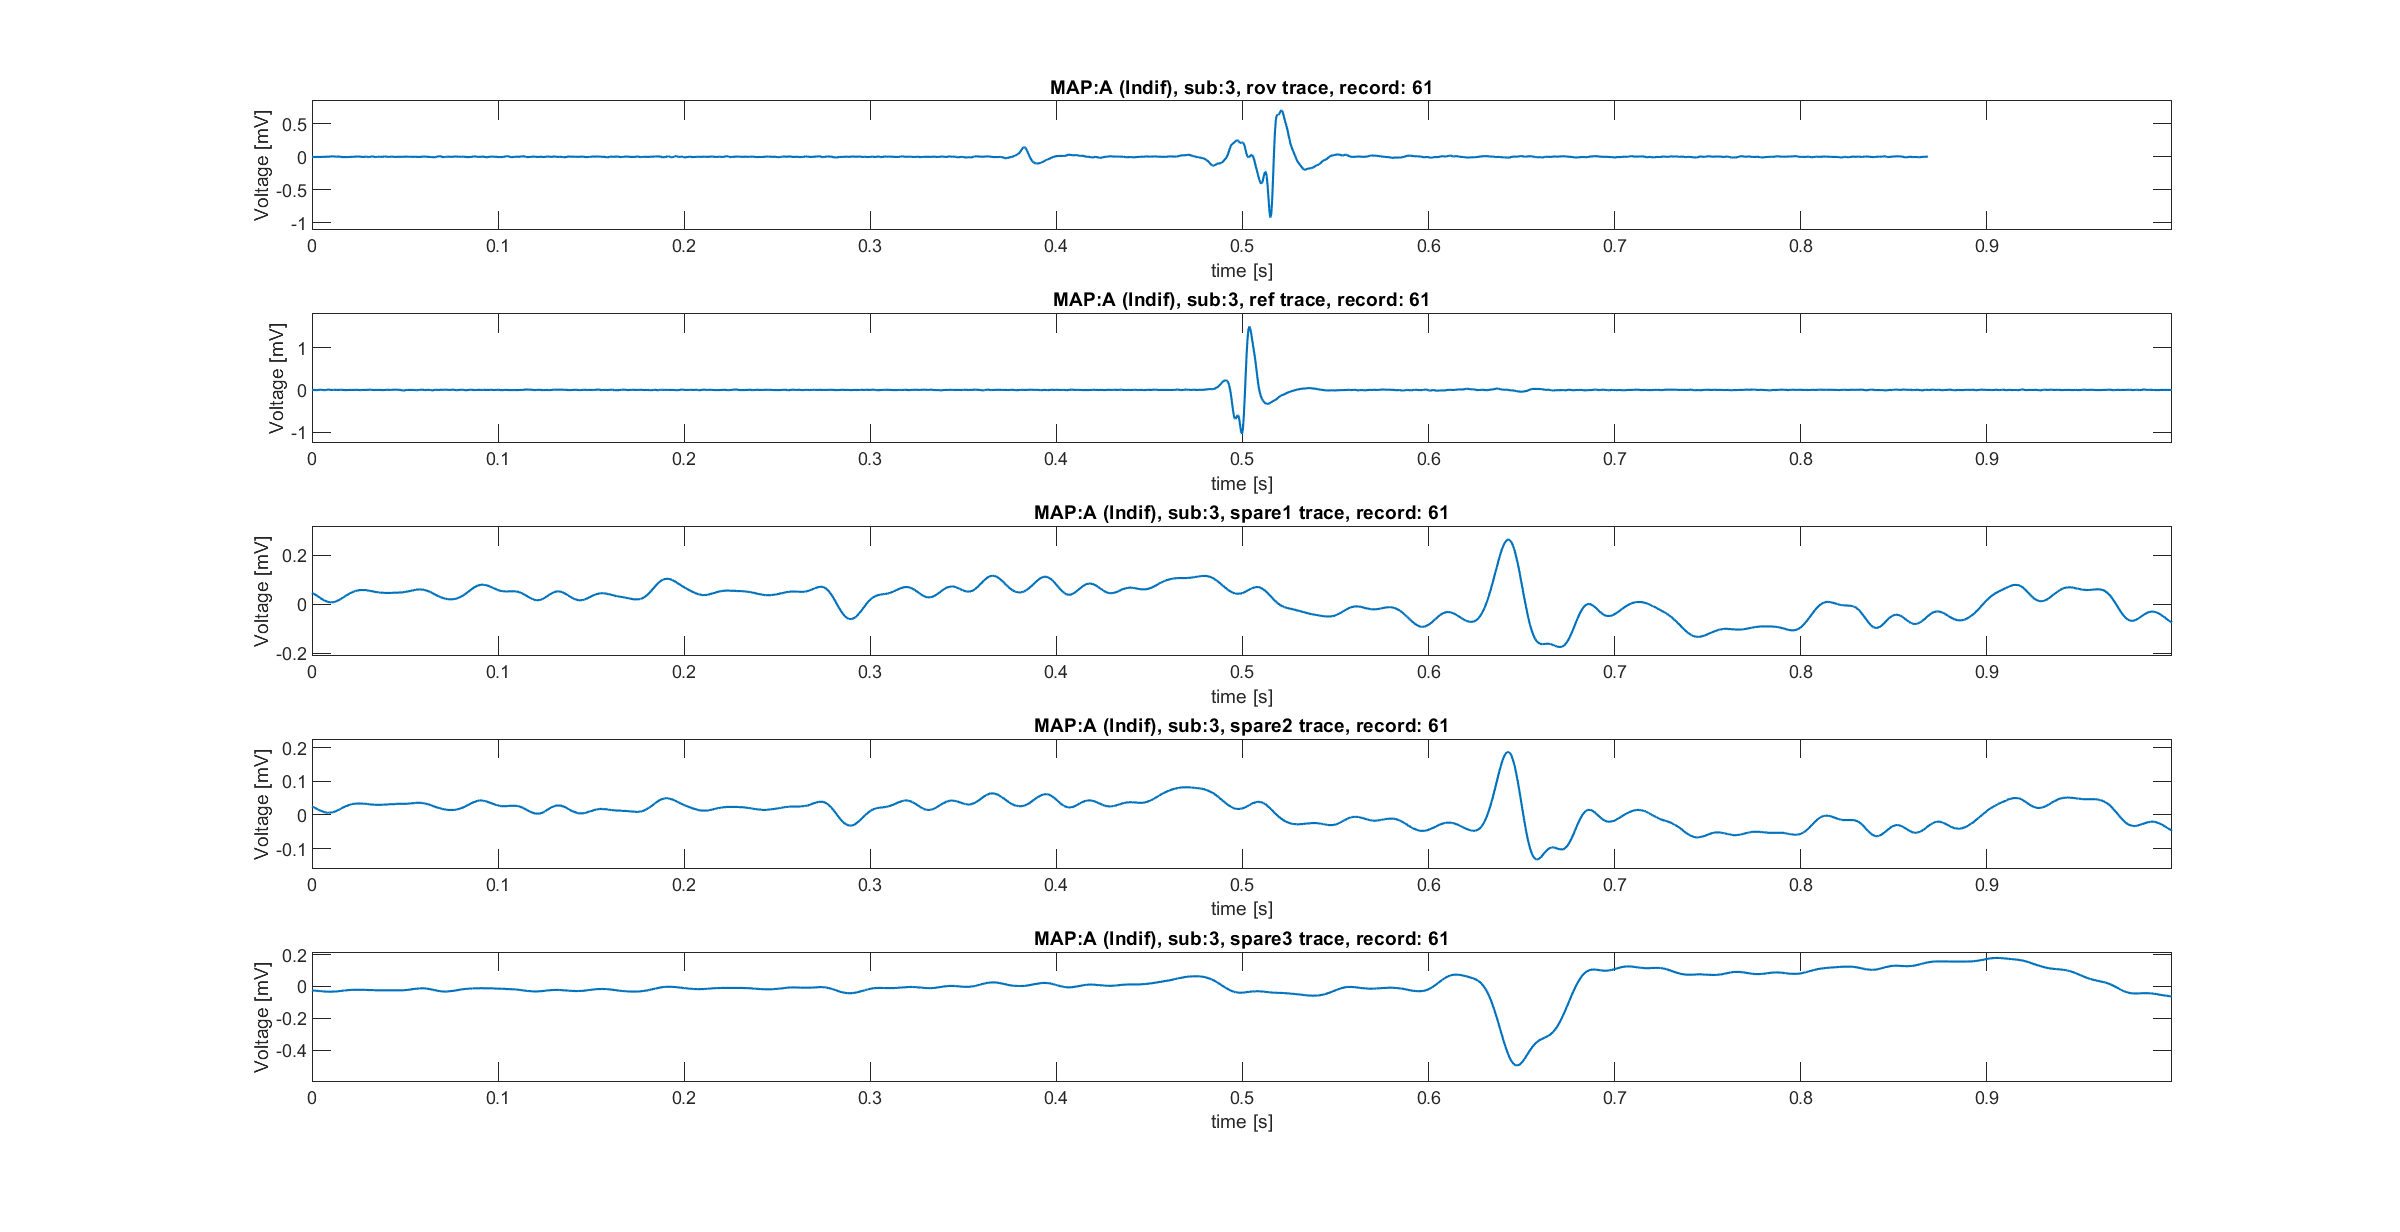 MAP:A (Indif), sub:3, rov trace, record: 61
Voltage [mV]
0.5
0
-0.5
-1
0 0.1 0.2 0.3 0.4 0.5 0.6 0.7 0.8 0.9
time [s]
MAP:A (Indif), sub:3, ref trace, record: 61
Voltage [mV]
1
0
-1
0 0.1 0.2 0.3 0.4 0.5 0.6 0.7 0.8 0.9
time [s]
MAP:A (Indif), sub:3, spare1 trace, record: 61
Voltage [mV]
0.2
0
-0.2
0 0.1 0.2 0.3 0.4 0.5 0.6 0.7 0.8 0.9
time [s]
MAP:A (Indif), sub:3, spare2 trace, record: 61
Voltage [mV]
0.2
0.1
0
-0.1
0 0.1 0.2 0.3 0.4 0.5 0.6 0.7 0.8 0.9
time [s]
MAP:A (Indif), sub:3, spare3 trace, record: 61
Voltage [mV]
0.2
0
-0.2
-0.4
0 0.1 0.2 0.3 0.4 0.5 0.6 0.7 0.8 0.9
time [s]